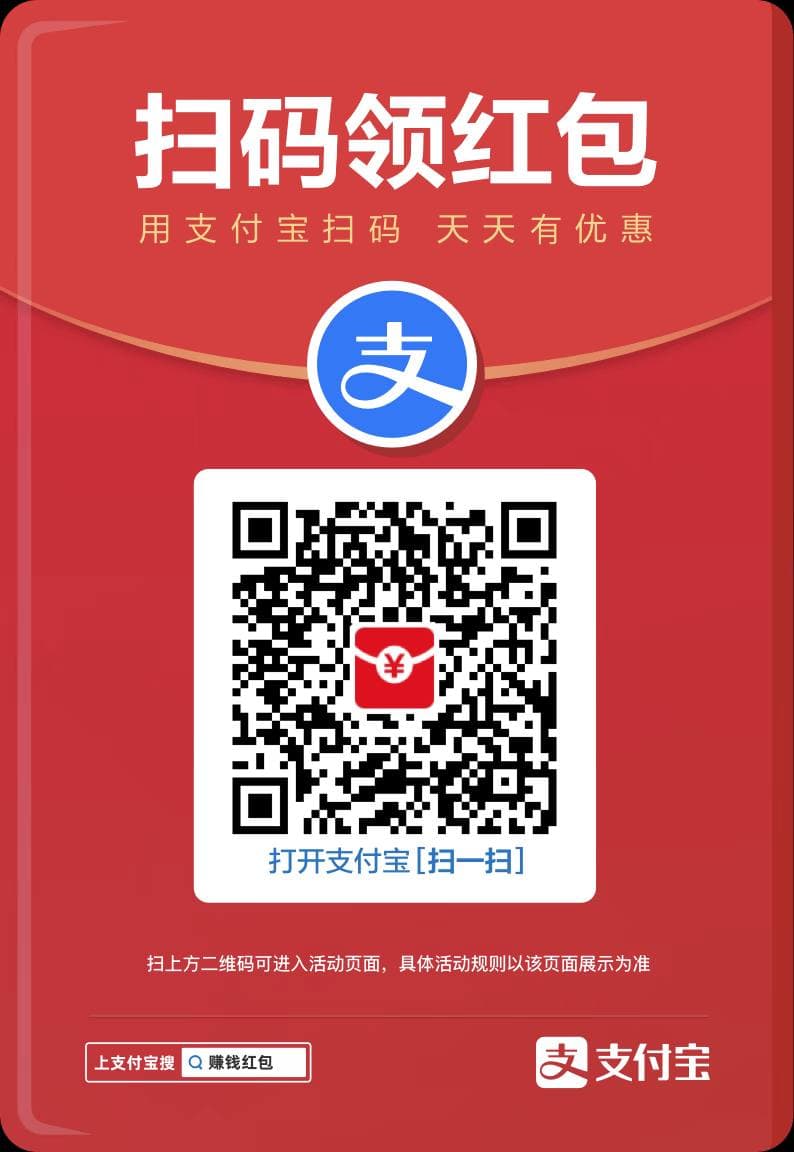 扫码领红包
用支付宝扫码 天天有优惠
支
¥
打开支付宝[扫一扫]
扫上方二维码可进入活动页面，具体活动规则以该页面展示为准
上支付宝搜 赚钱红包
支 支付宝